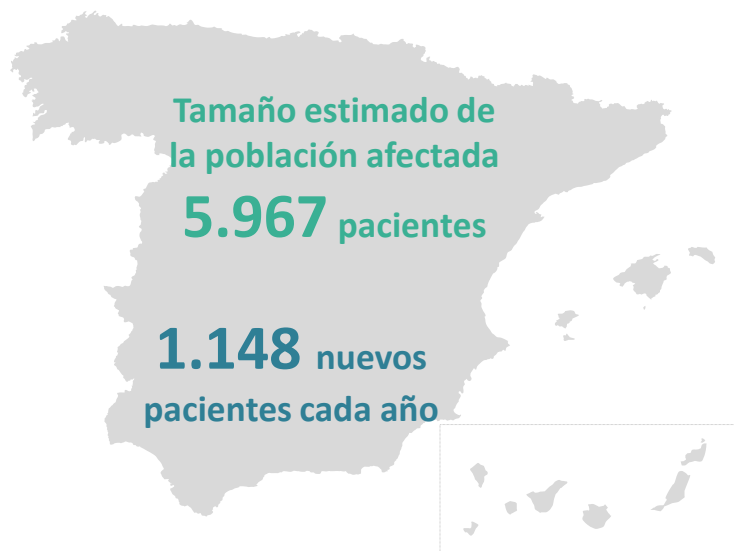 Tamaño estimado de
la población afectada
5.967 pacientes
1.148 nuevos
pacientes cada año